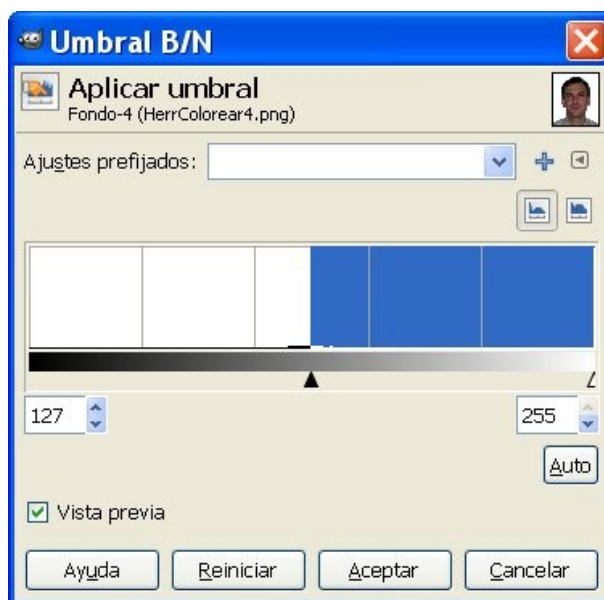 Umbral B/N
Aplicar umbral
Fondo-4 (HerrColorear4.png)
Ajustes prefijados:
127
255
Auto
Vista previa
Ayuda
Reiniciar
Aceptar
Cancelar